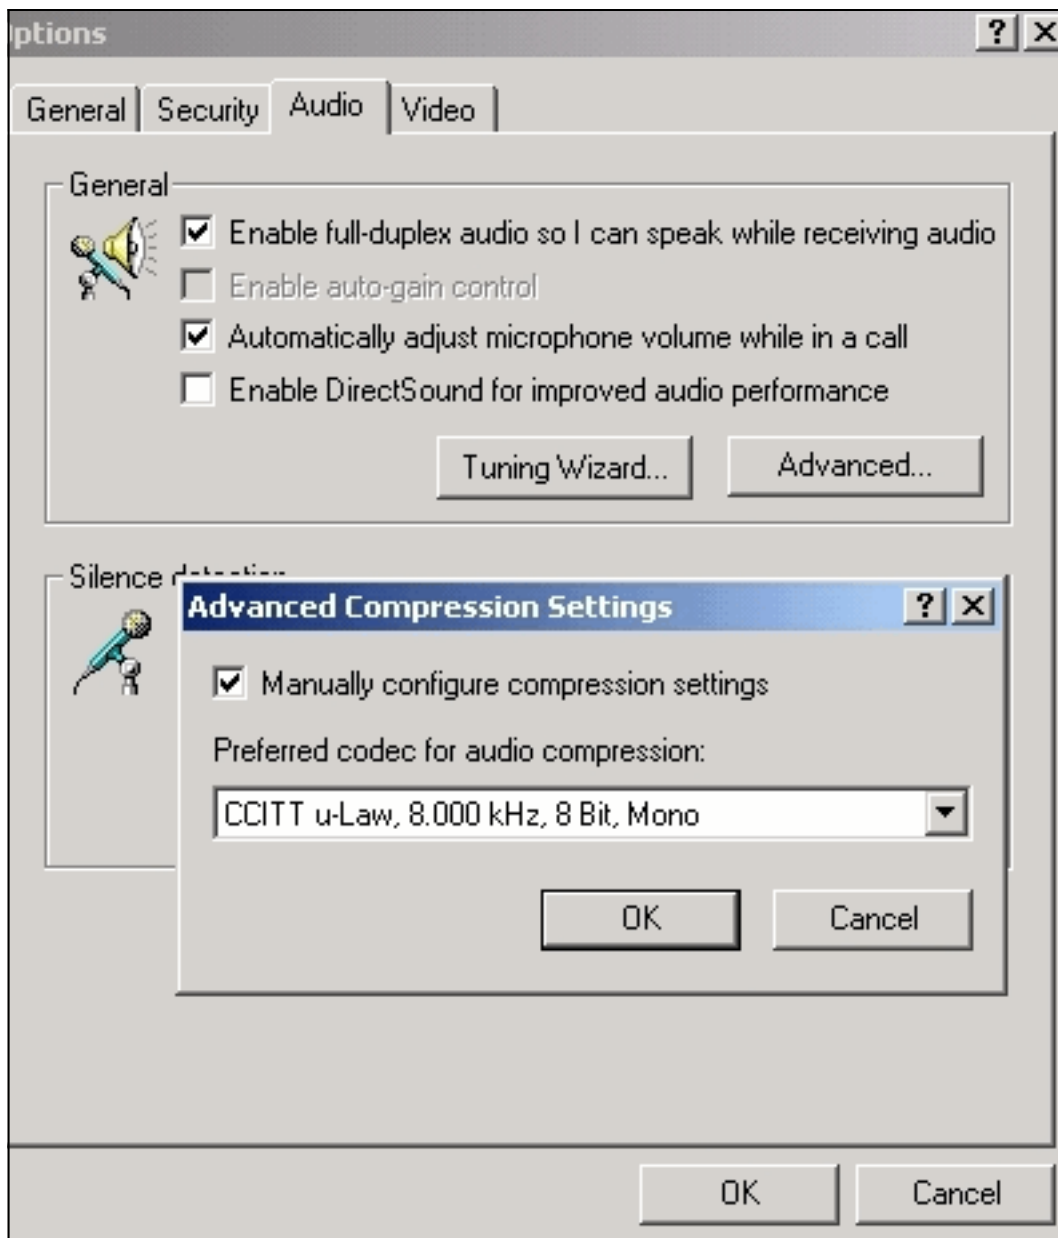 ptions
General Security Audio Video
General
Enable full-duplex audio so I can speak while receiving audio
Enable auto-gain control
Automatically adjust microphone volume while in a call
Enable DirectSound for improved audio performance
Tuning Wizard... Advanced...
Silence detection
Advanced Compression Settings
Manually configure compression settings
Preferred codec for audio compression:
CCITT u-Law, 8.000 kHz, 8 Bit, Mono
OK Cancel
OK Cancel